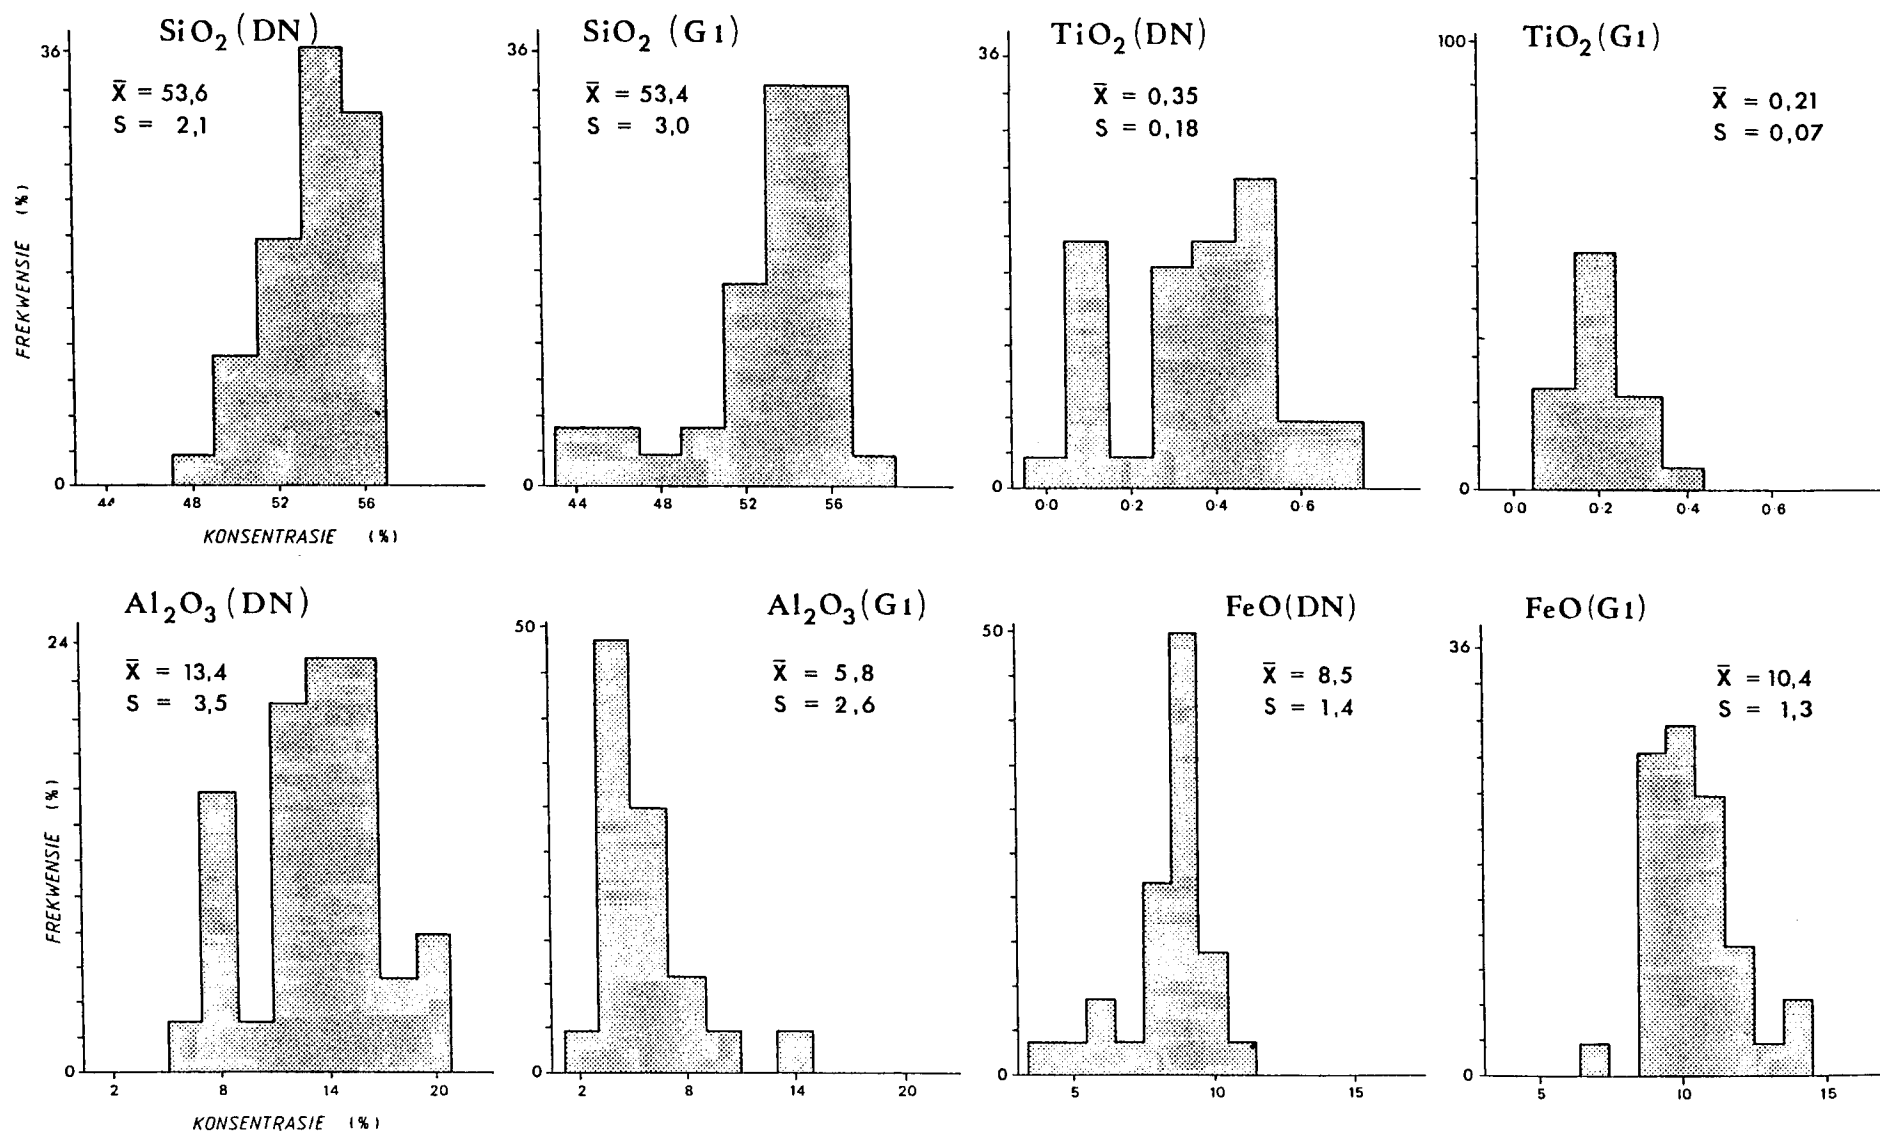 SiO2 (DN)
36
X̄ = 53,6
S = 2,1
FREKWENSIE (%)
0
44 48 52 56
KONSENTRASIE (%)
SiO2 (G1)
36
X̄ = 53,4
S = 3,0
0
44 48 52 56
TiO2 (DN)
36
X̄ = 0,35
S = 0,18
0
0·0 0·2 0·4 0·6
TiO2 (G1)
100
X̄ = 0,21
S = 0,07
0
0·0 0·2 0·4 0·6
Al2O3 (DN)
24
X̄ = 13,4
S = 3,5
FREKWENSIE (%)
0
2 8 14 20
KONSENTRASIE (%)
Al2O3 (G1)
50
X̄ = 5,8
S = 2,6
0
2 8 14 20
FeO (DN)
50
X̄ = 8,5
S = 1,4
0
5 10 15
FeO (G1)
36
X̄ = 10,4
S = 1,3
0
5 10 15